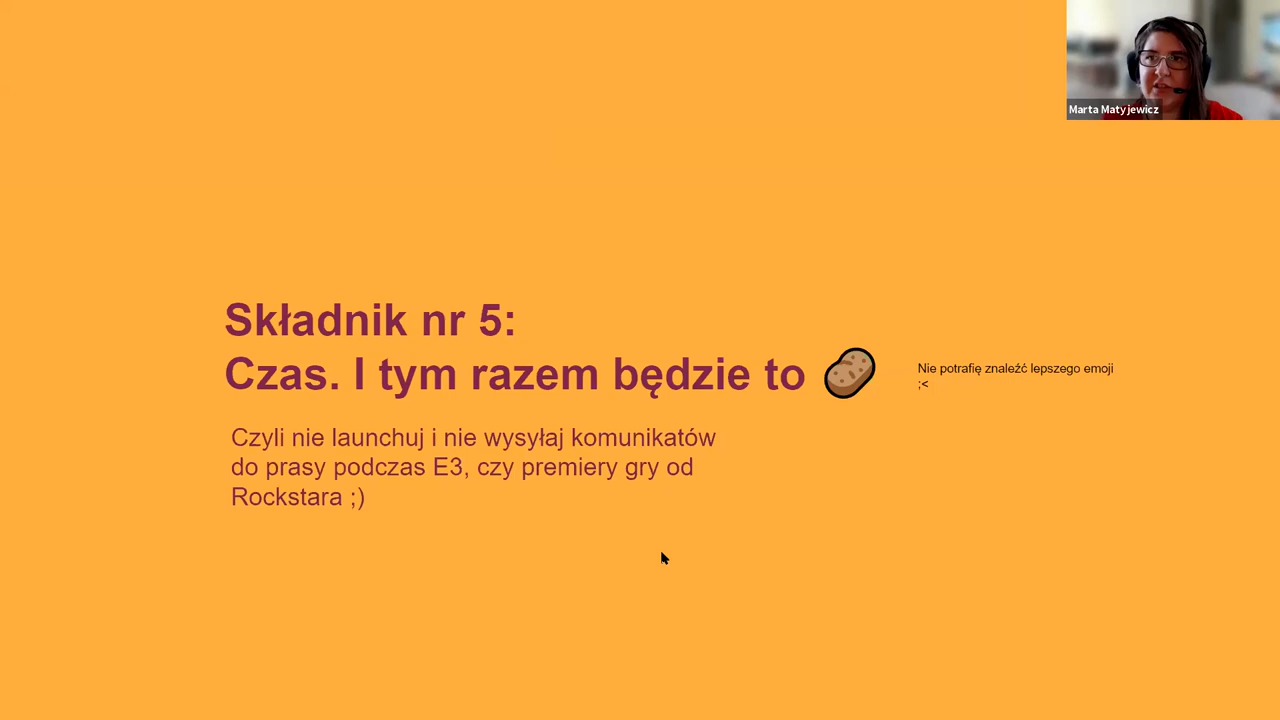 Marta Matyjewicz
Składnik nr 5:
Czas. I tym razem będzie to
Nie potrafię znaleźć lepszego emoji
;<
Czyli nie launchuj i nie wysyłaj komunikatów
do prasy podczas E3, czy premiery gry od
Rockstara ;)